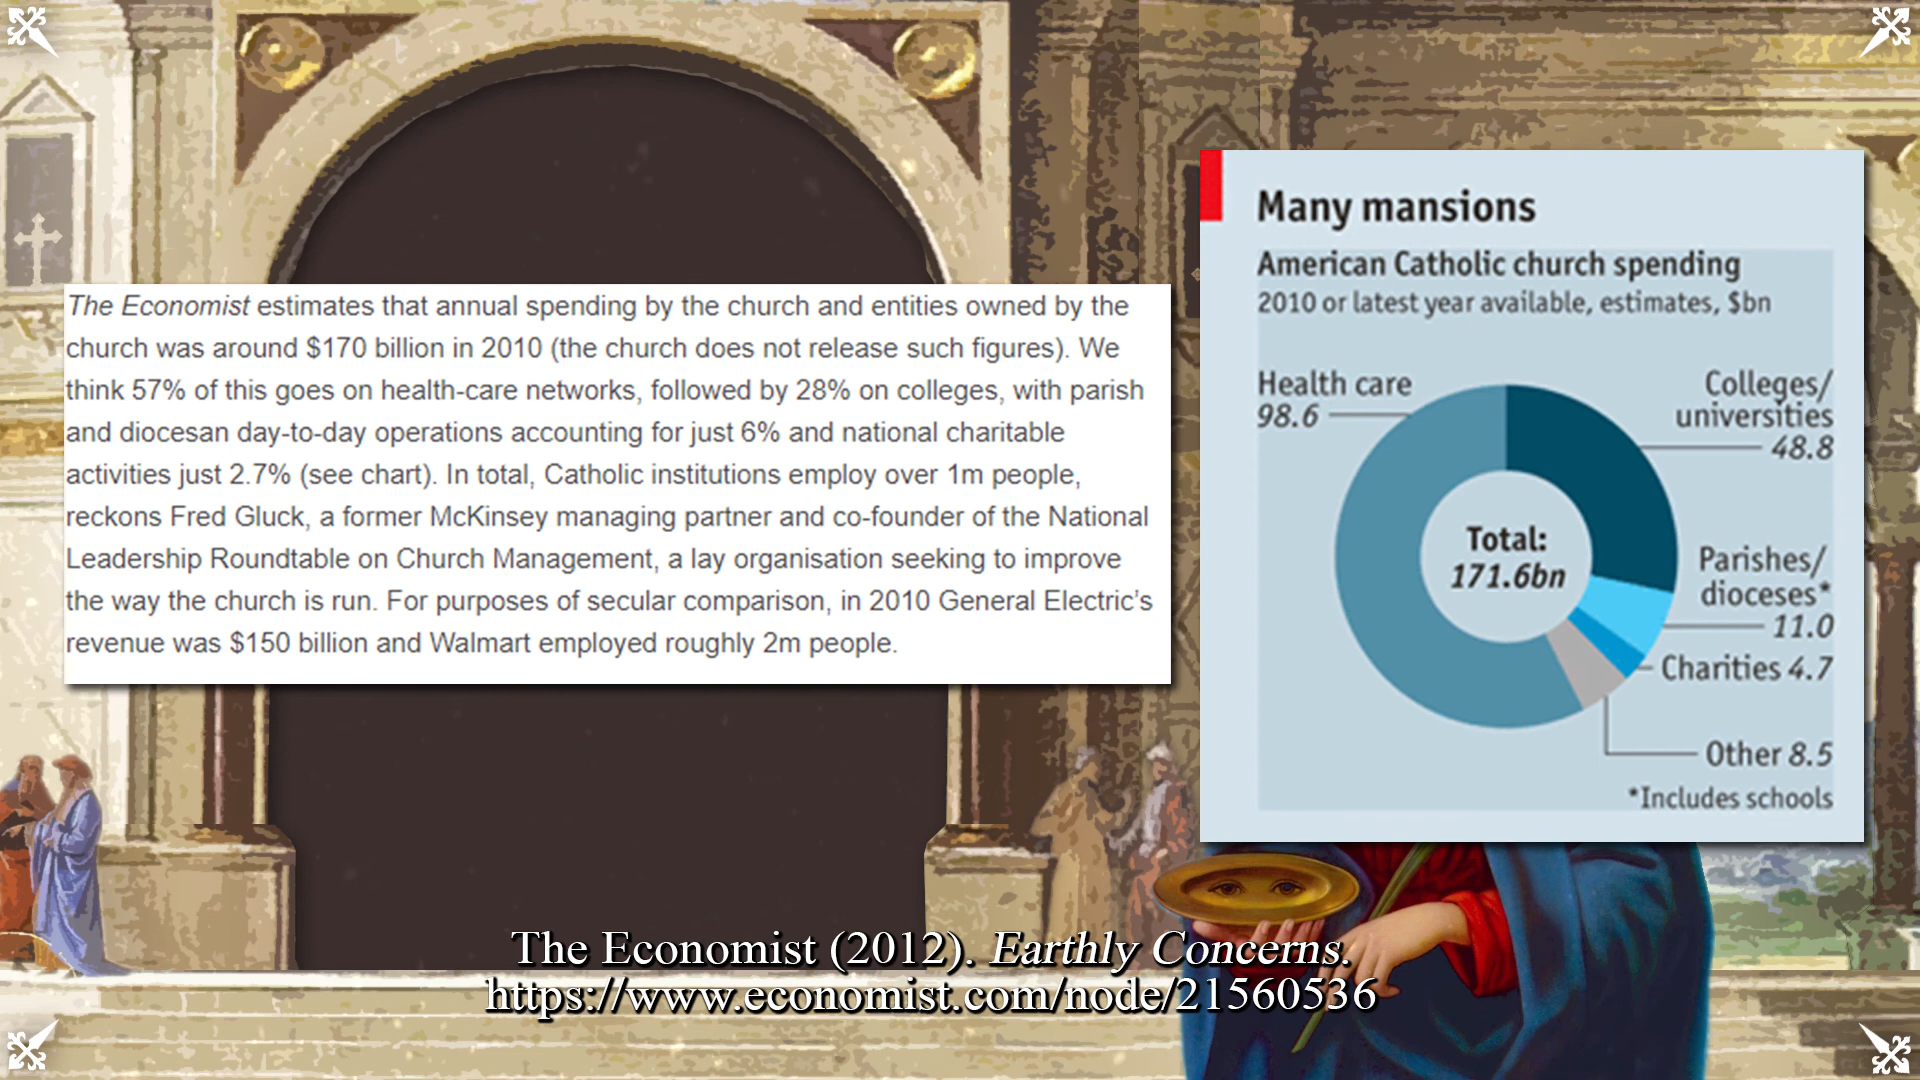 The Economist estimates that annual spending by the church and entities owned by the
church was around $170 billion in 2010 (the church does not release such figures). We
think 57% of this goes on health-care networks, followed by 28% on colleges, with parish
and diocesan day-to-day operations accounting for just 6% and national charitable
activities just 2.7% (see chart). In total, Catholic institutions employ over 1m people,
reckons Fred Gluck, a former McKinsey managing partner and co-founder of the National
Leadership Roundtable on Church Management, a lay organisation seeking to improve
the way the church is run. For purposes of secular comparison, in 2010 General Electric’s
revenue was $150 billion and Walmart employed roughly 2m people.
Many mansions
American Catholic church spending
2010 or latest year available, estimates, $bn
Health care
98.6
Colleges/
universities
48.8
Total:
171.6bn
Parishes/
dioceses*
11.0
Charities 4.7
Other 8.5
*Includes schools
The Economist (2012). Earthly Concerns.
https://www.economist.com/node/21560536